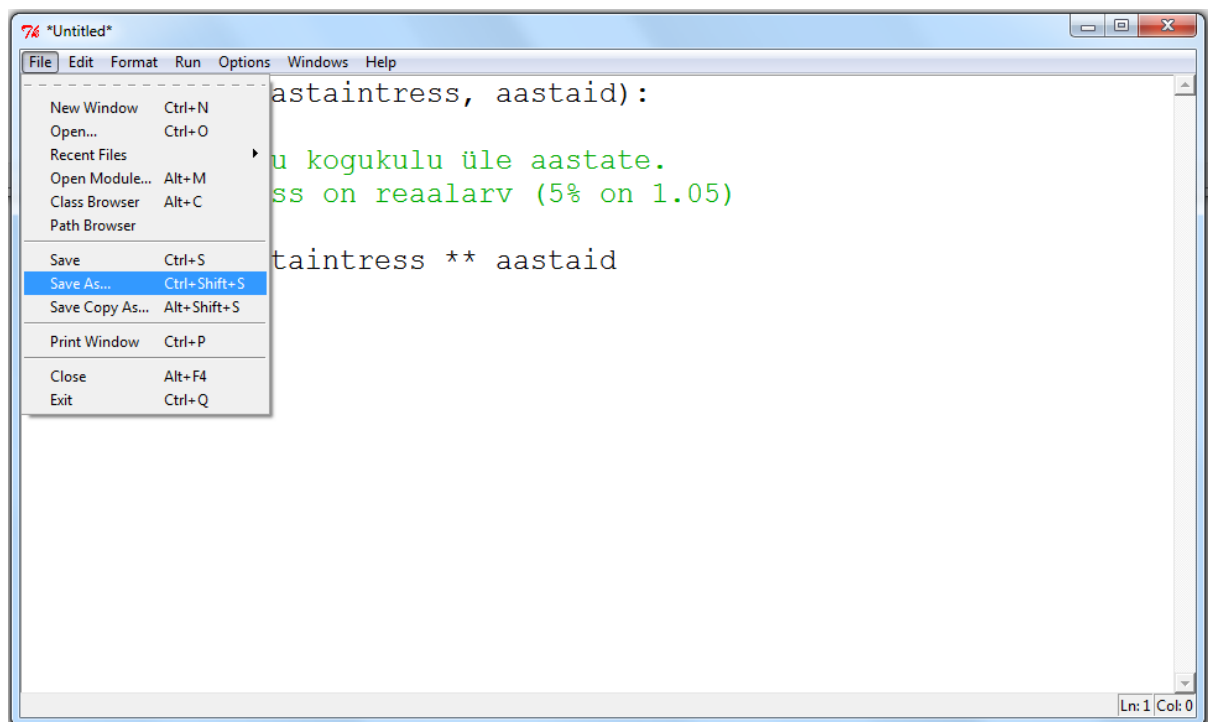 *Untitled*
File Edit Format Run Options Windows Help
astaintress, aastaid):
New Window Ctrl+N
Open... Ctrl+O
Recent Files
u kogukulu üle aastate.
Open Module... Alt+M
ss on reaalarv (5% on 1.05)
Class Browser Alt+C
Path Browser
Save Ctrl+S
taintress ** aastaid
Save As... Ctrl+Shift+S
Save Copy As... Alt+Shift+S
Print Window Ctrl+P
Close Alt+F4
Exit Ctrl+Q
Ln: 1 Col: 0